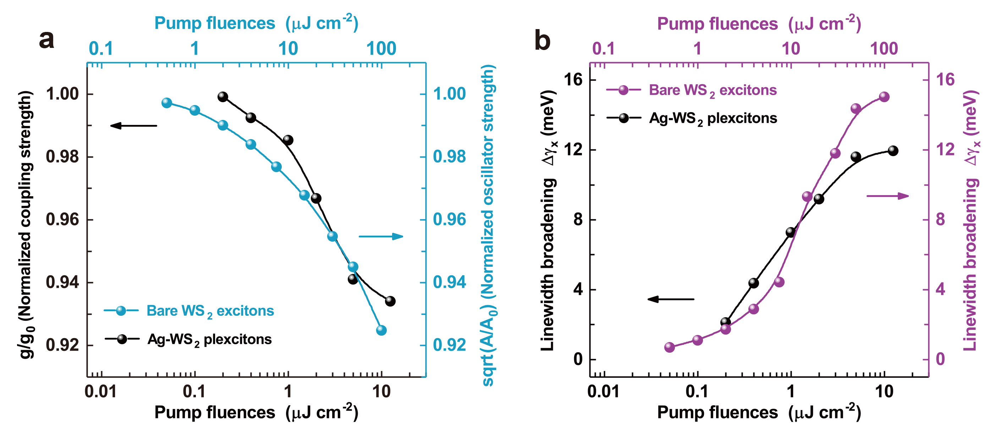 a
Pump fluences (μJ cm-2)
0.1 1 10 100
g/g0 (Normalized coupling strength)
1.00
0.98
0.96
0.94
0.92
1.00
0.98
0.96
0.94
0.92
sqrt(A/A0) (Normalized oscillator strength)
Bare WS2 excitons
Ag-WS2 plexcitons
0.01 0.1 1 10
Pump fluences (μJ cm-2)
b
Pump fluences (μJ cm-2)
0.1 1 10 100
Linewidth broadening Δγx (meV)
16
12
8
4
0
Bare WS2 excitons
Ag-WS2 plexcitons
16
12
8
4
0
Linewidth broadening Δγx (meV)
0.01 0.1 1 10
Pump fluences (μJ cm-2)